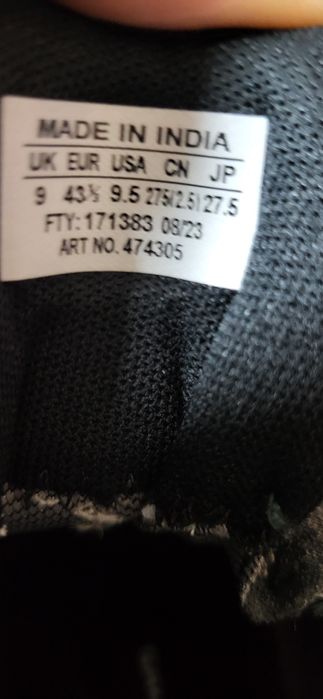 MADE IN INDIA
UK EUR USA CN JP
9 43⅓ 9.5 275(2.5) 27.5
FTY:171383 08/23
ART NO. 474305